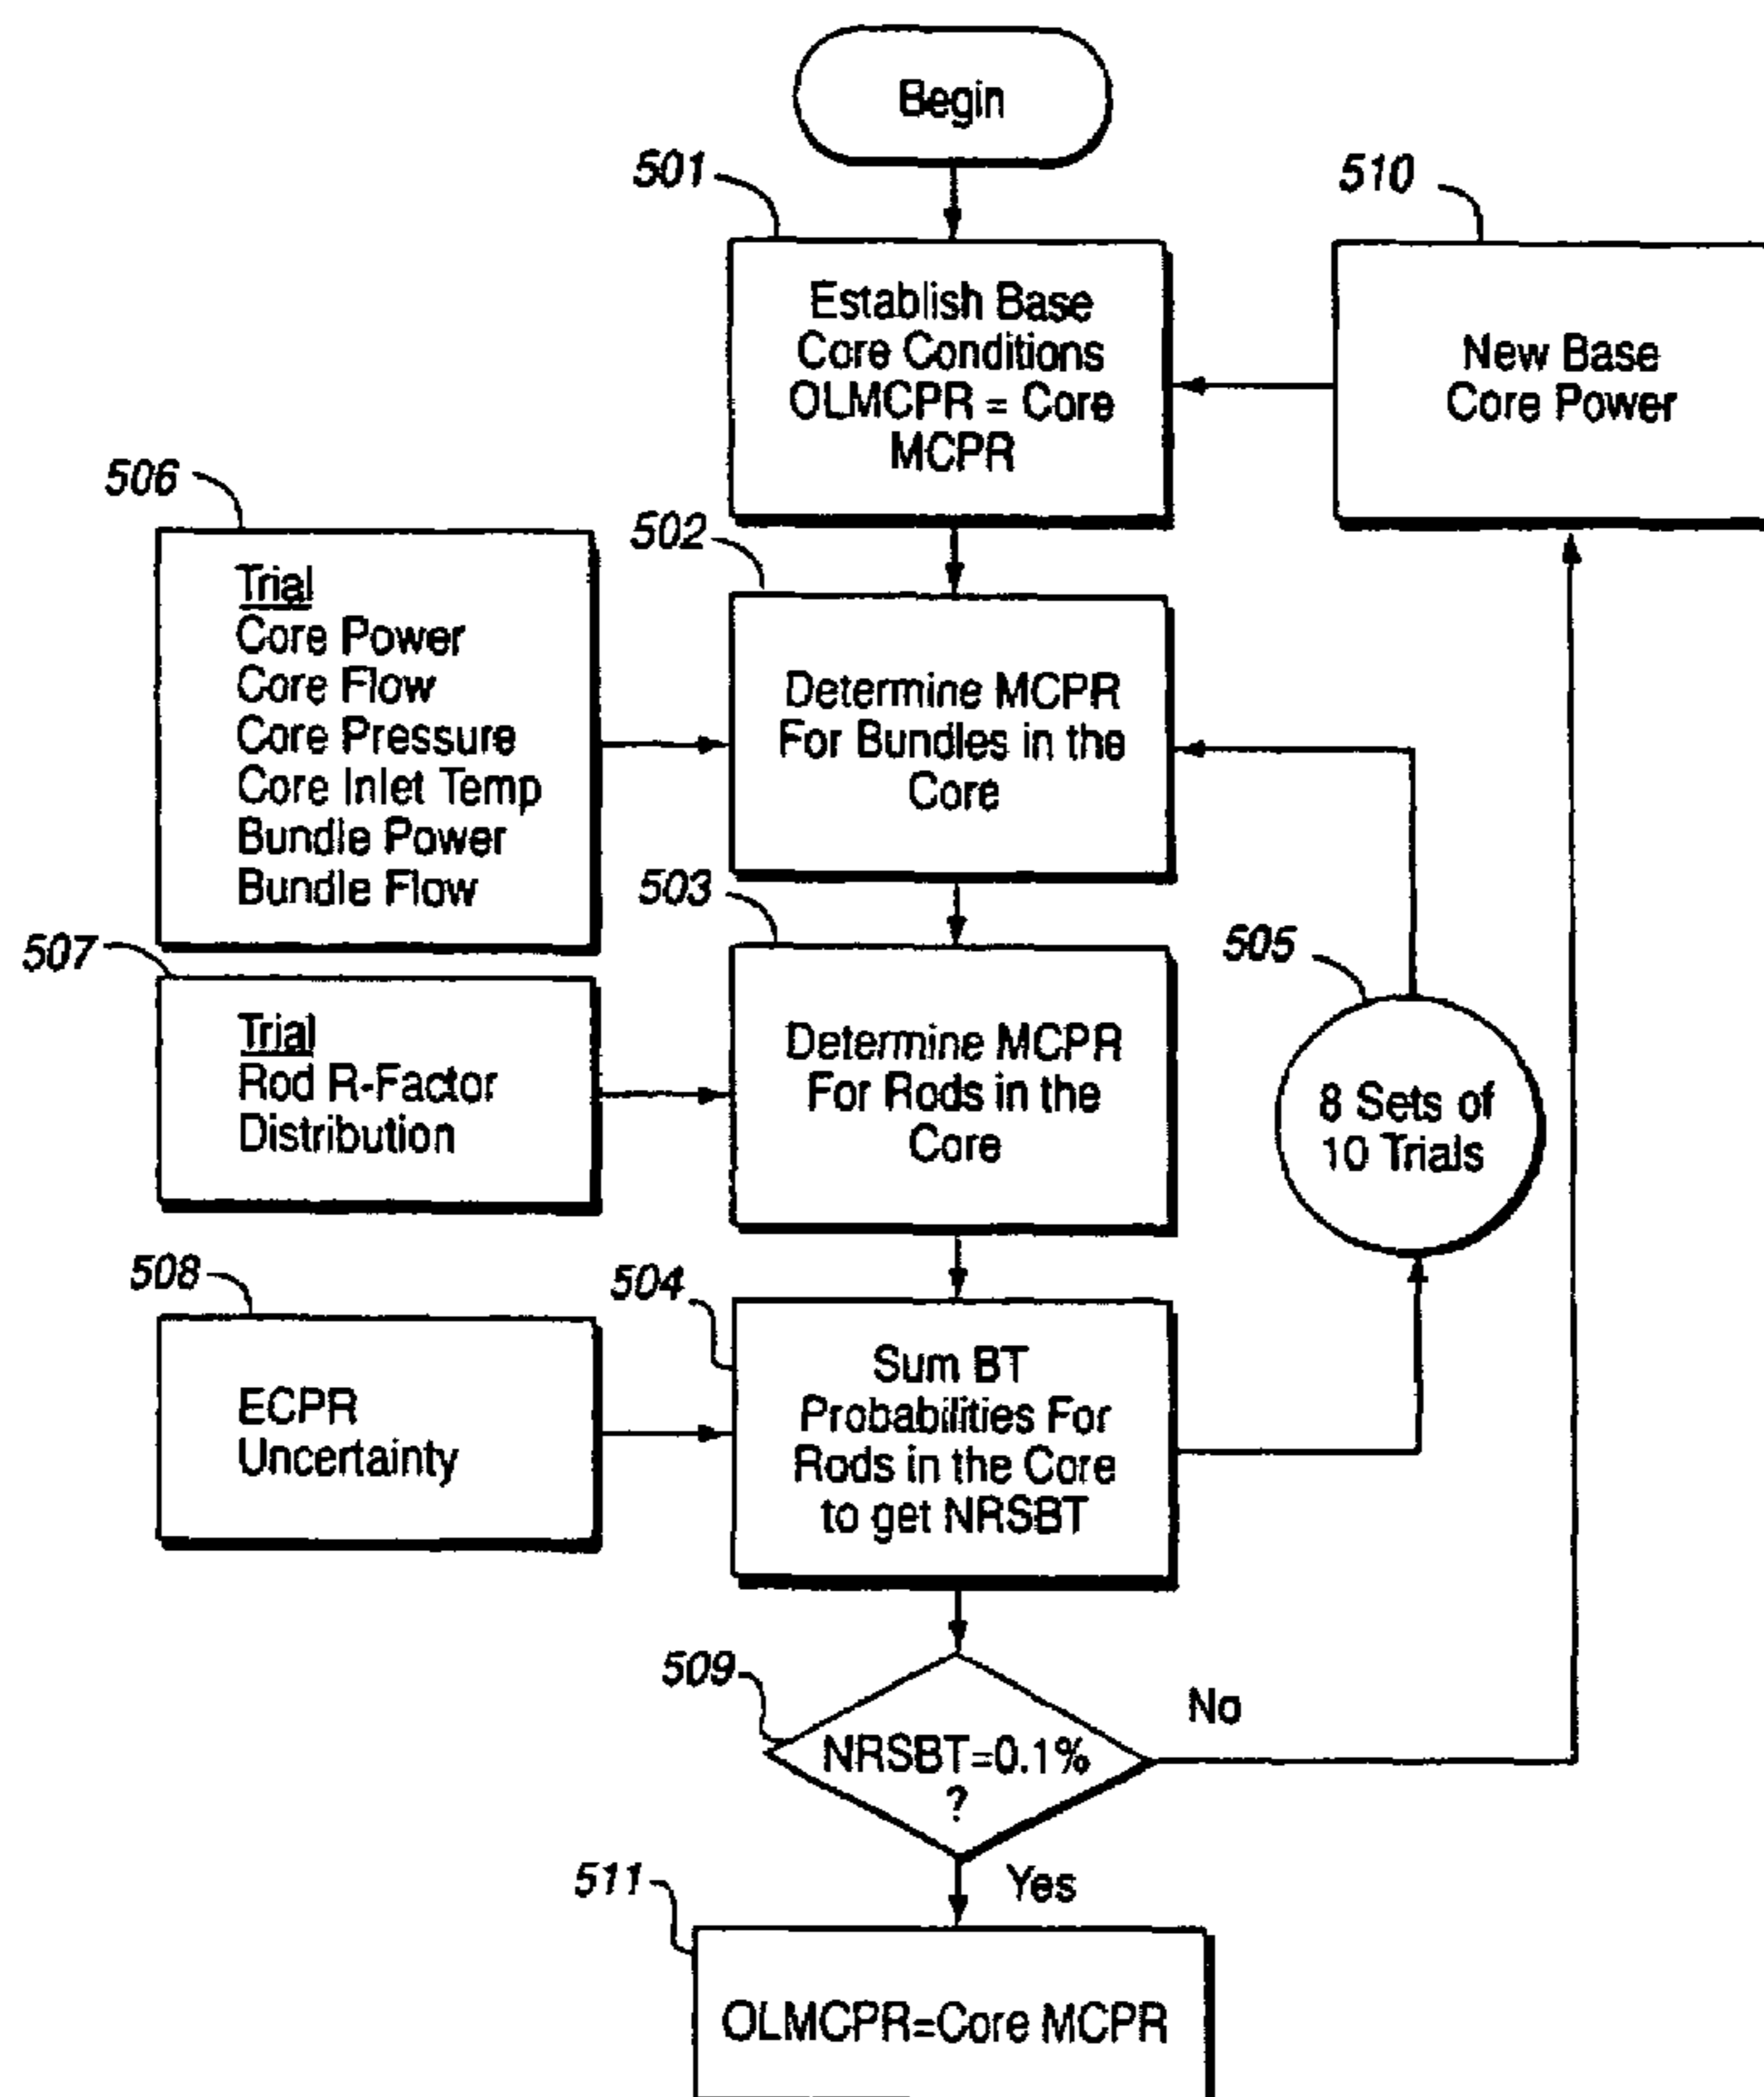 Begin
501
510
Establish Base
Core Conditions
OLMCPR = Core
MCPR
New Base
Core Power
506
502
Trial
Core Power
Core Flow
Core Pressure
Core Inlet Temp
Bundle Power
Bundle Flow
Determine MCPR
For Bundles in the
Core
503
507
505
Trial
Rod R-Factor
Distribution
Determine MCPR
For Rods in the
Core
8 Sets of
10 Trials
508
504
ECPR
Uncertainty
Sum BT
Probabilities For
Rods in the Core
to get NRSBT
509
No
NRSBT=0.1%
?
511
Yes
OLMCPR=Core MCPR